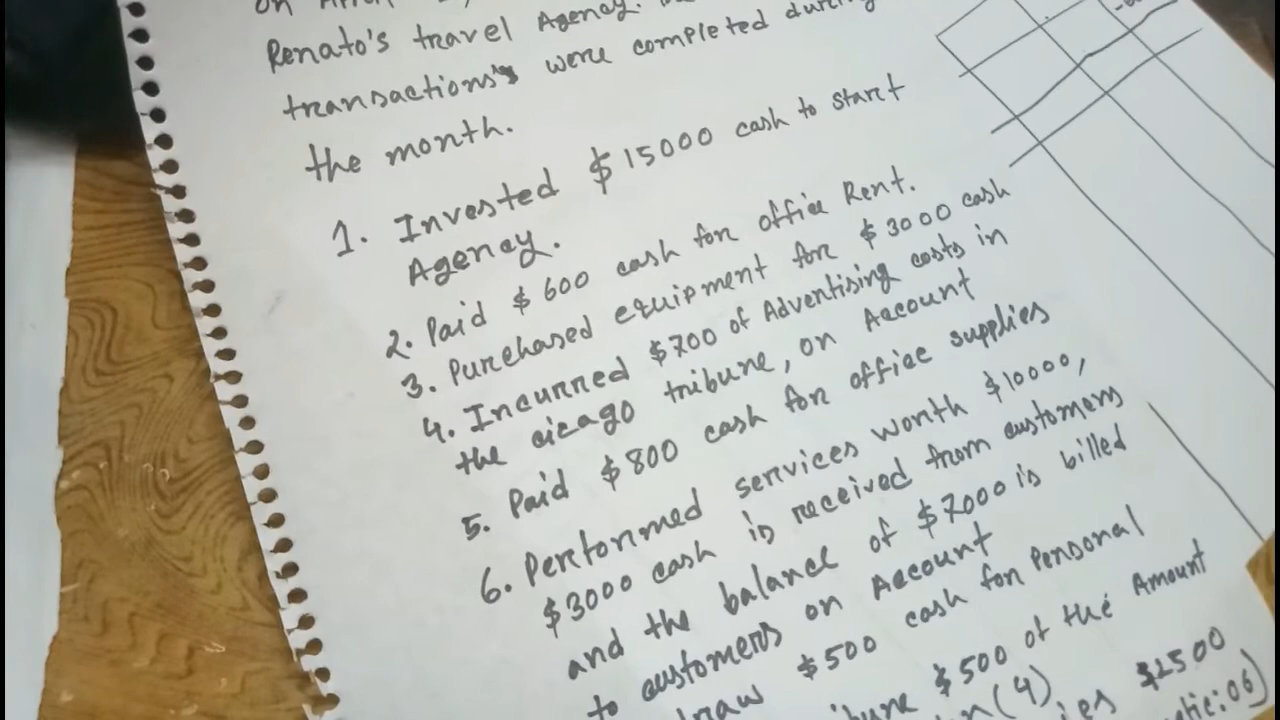 Renato's travel Agency.
transactions were completed during
the month.
1. Invested $15000 cash to start
Agency.
2. Paid $600 cash for office Rent.
3. Purchased equipment for $3000 cash
4. Incurred $700 of Advertising costs in
the cicago tribune, on Account
5. Paid $800 cash for office supplies
6. Performed services worth $10000,
$3000 cash is received from customers
and the balance of $7000 is billed
to customers on Account
$500 cash for Personal
$500 of the Amount
(4)
$2500